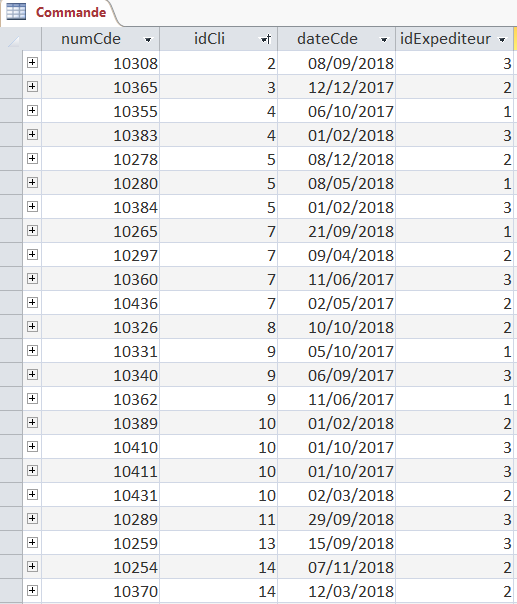 Commande
numCde idCli dateCde idExpediteur
10308 2 08/09/2018 3
10365 3 12/12/2017 2
10355 4 06/10/2017 1
10383 4 01/02/2018 3
10278 5 08/12/2018 2
10280 5 08/05/2018 1
10384 5 01/02/2018 3
10265 7 21/09/2018 1
10297 7 09/04/2018 2
10360 7 11/06/2017 3
10436 7 02/05/2017 2
10326 8 10/10/2018 2
10331 9 05/10/2017 1
10340 9 06/09/2017 3
10362 9 11/06/2017 1
10389 10 01/02/2018 2
10410 10 01/10/2017 3
10411 10 01/10/2017 3
10431 10 02/03/2018 2
10289 11 29/09/2018 3
10259 13 15/09/2018 3
10254 14 07/11/2018 2
10370 14 12/03/2018 2